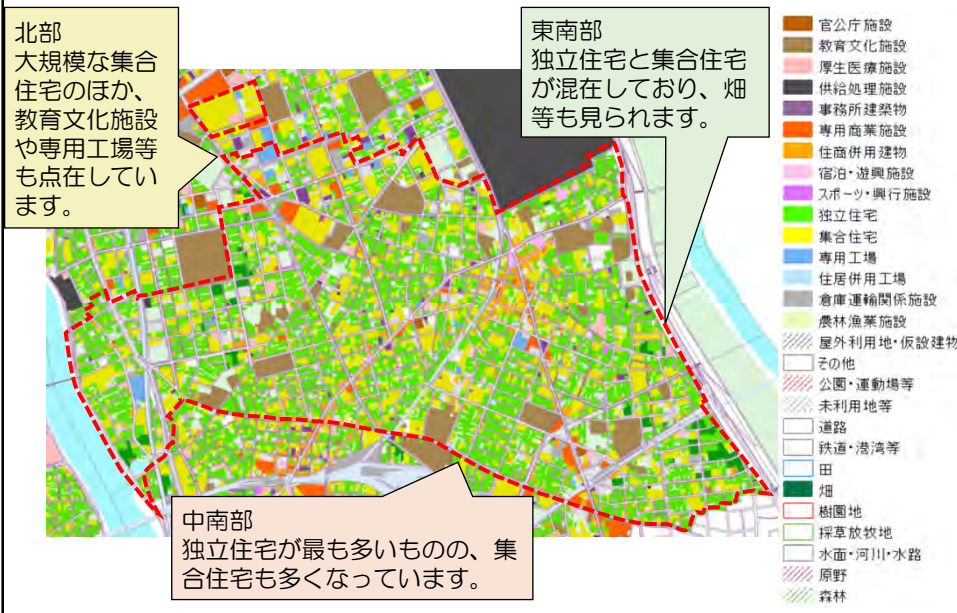 北部
大規模な集合
住宅のほか、
教育文化施設
や専用工場等
も点在してい
ます。
東南部
独立住宅と集合住宅
が混在しており、畑
等も見られます。
中南部
独立住宅が最も多いものの、集
合住宅も多くなっています。
官公庁施設
教育文化施設
厚生医療施設
供給処理施設
事務所建築物
専用商業施設
住商併用建物
宿泊・遊興施設
スポーツ・興行施設
独立住宅
集合住宅
専用工場
住居併用工場
倉庫運輸関係施設
農林漁業施設
屋外利用地・仮設建物
その他
公園・運動場等
未利用地等
道路
鉄道・港湾等
田
畑
樹園地
採草放牧地
水面・河川・水路
原野
森林